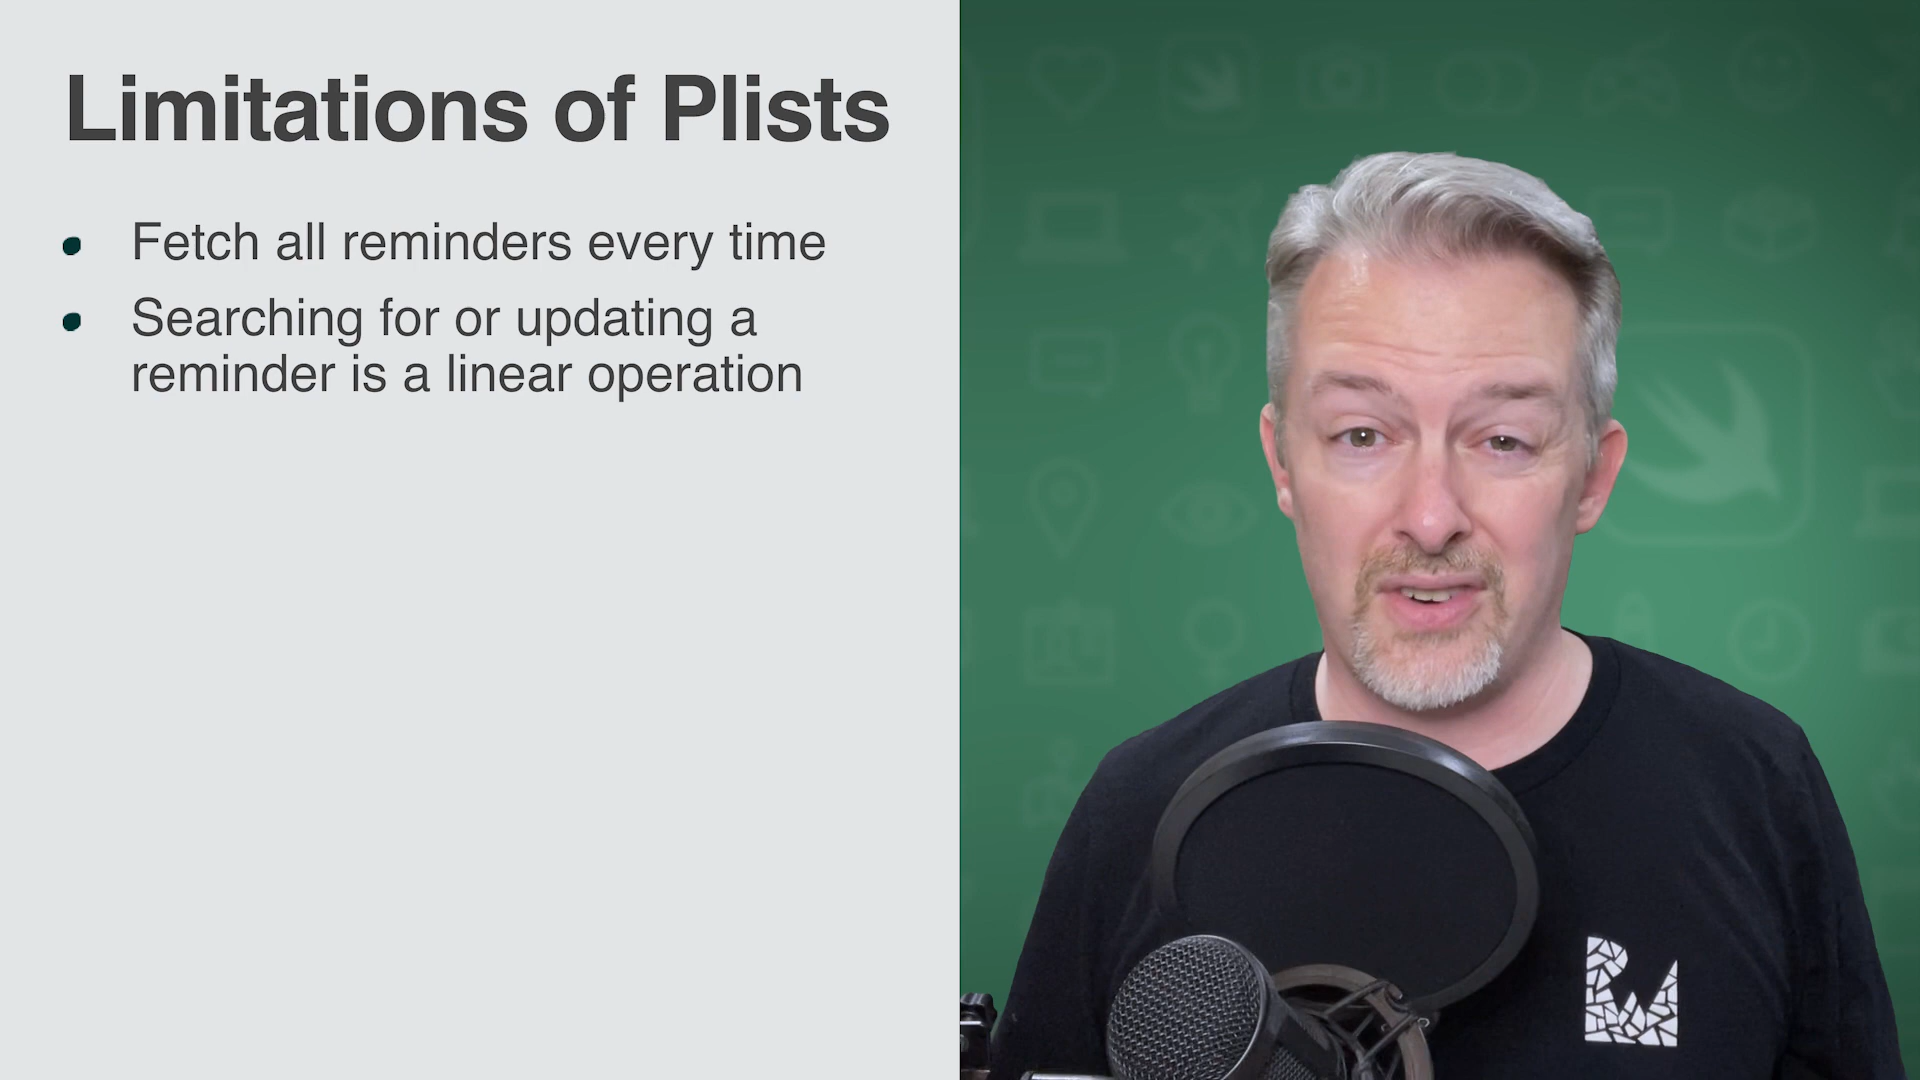 Limitations of Plists
Fetch all reminders every time
Searching for or updating a
reminder is a linear operation